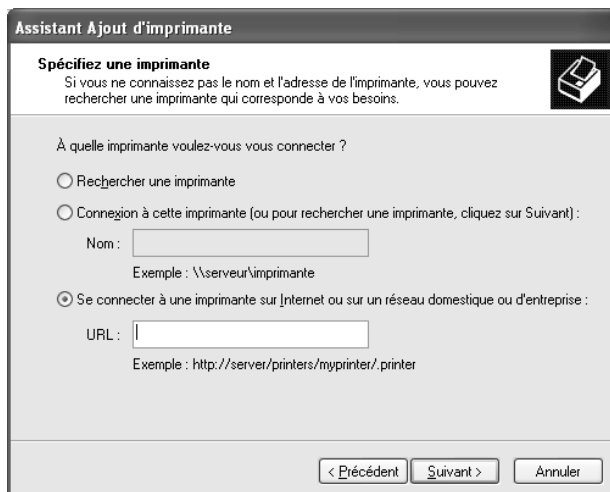 Assistant Ajout d'imprimante
Spécifiez une imprimante
Si vous ne connaissez pas le nom et l'adresse de l'imprimante, vous pouvez
rechercher une imprimante qui corresponde à vos besoins.
À quelle imprimante voulez-vous vous connecter ?
Rechercher une imprimante
Connexion à cette imprimante (ou pour rechercher une imprimante, cliquez sur Suivant) :
Nom :
Exemple : \\serveur\imprimante
Se connecter à une imprimante sur Internet ou sur un réseau domestique ou d'entreprise :
URL :
Exemple : http://server/printers/myprinter/.printer
< Précédent Suivant > Annuler